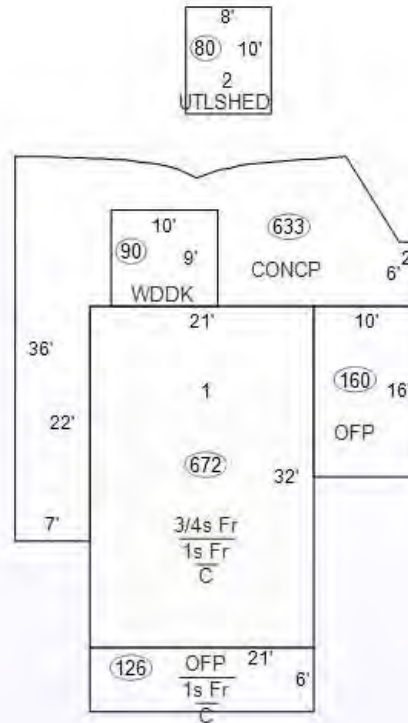 8'
80 10'
2
UTLSHED
10'
633
90
9'
CONCP
2
6'
WDDK
21'
10'
36'
1
160
16'
22'
OFP
672
32'
7'
3/4s Fr
1s Fr
C
126
OFP
21'
1s Fr
6'
C